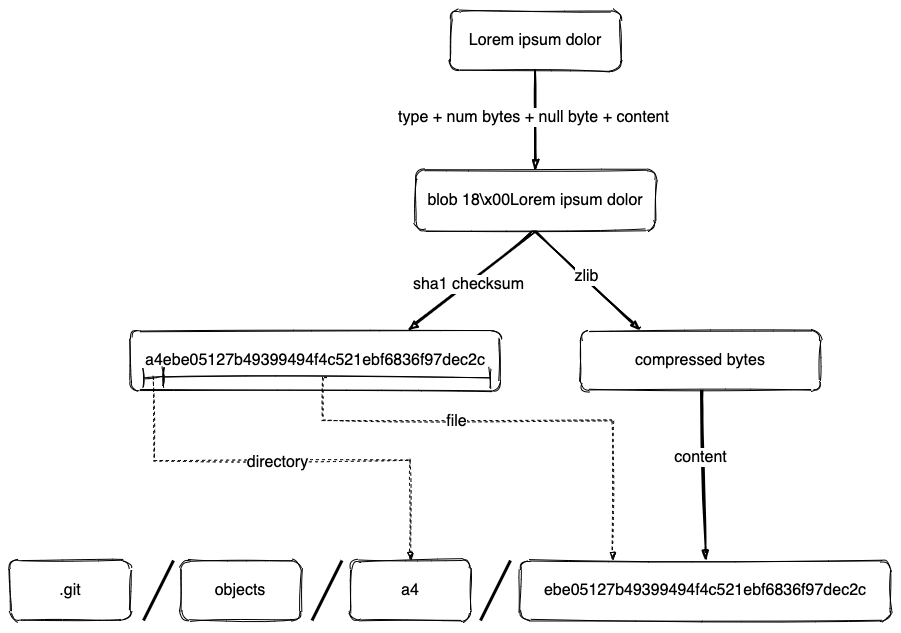 Lorem ipsum dolor
type + num bytes + null byte + content
blob 18\x00Lorem ipsum dolor
sha1 checksum
zlib
a4ebe05127b49399494f4c521ebf6836f97dec2c
compressed bytes
file
directory
content
.git
/
objects
/
a4
/
ebe05127b49399494f4c521ebf6836f97dec2c